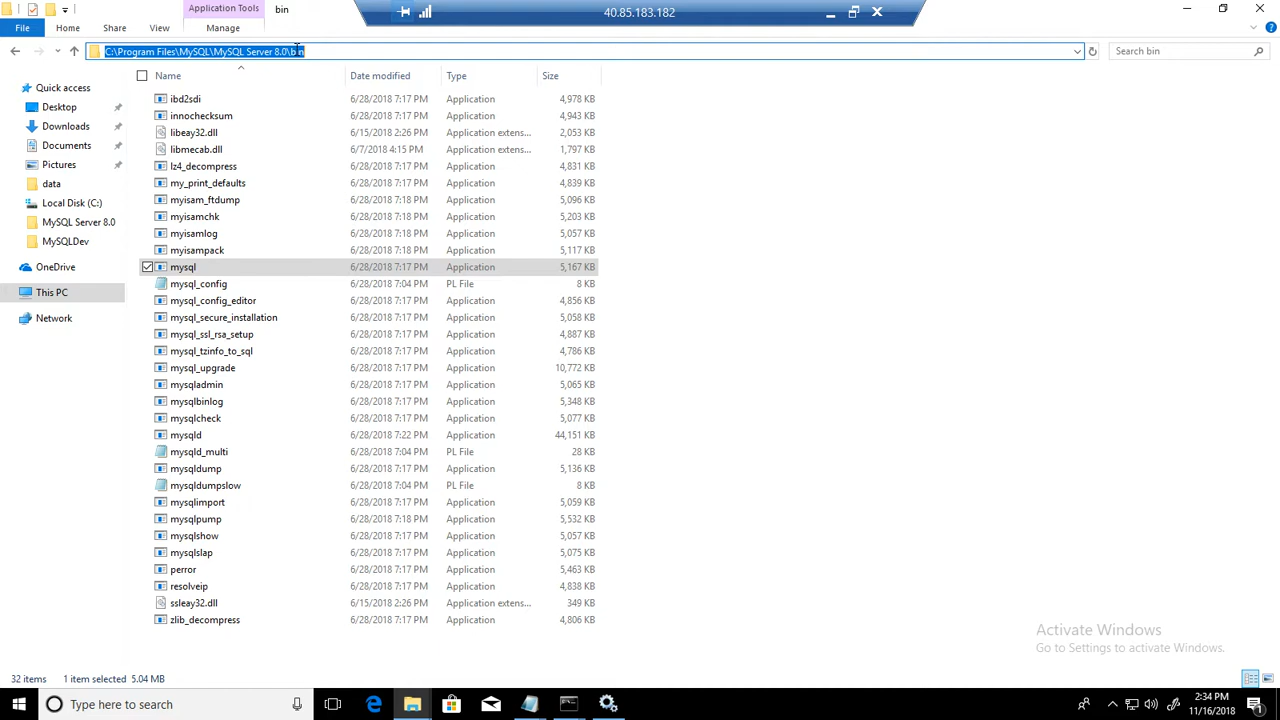 Application Tools
bin
40.85.183.182
File
Home
Share
View
Manage
C:\Program Files\MySQL\MySQL Server 8.0\bin
Search bin
Name
Date modified
Type
Size
Quick access
Desktop
Downloads
Documents
Pictures
data
Local Disk (C:)
MySQL Server 8.0
MySQLDev
OneDrive
This PC
Network
ibd2sdi 6/28/2018 7:17 PM Application 4,978 KB
innochecksum 6/28/2018 7:17 PM Application 4,943 KB
libeay32.dll 6/15/2018 2:26 PM Application extens... 2,053 KB
libmecab.dll 6/7/2018 4:15 PM Application extens... 1,797 KB
lz4_decompress 6/28/2018 7:17 PM Application 4,831 KB
my_print_defaults 6/28/2018 7:17 PM Application 4,839 KB
myisam_ftdump 6/28/2018 7:18 PM Application 5,096 KB
myisamchk 6/28/2018 7:18 PM Application 5,203 KB
myisamlog 6/28/2018 7:18 PM Application 5,057 KB
myisampack 6/28/2018 7:18 PM Application 5,117 KB
mysql 6/28/2018 7:17 PM Application 5,167 KB
mysql_config 6/28/2018 7:04 PM PL File 8 KB
mysql_config_editor 6/28/2018 7:17 PM Application 4,856 KB
mysql_secure_installation 6/28/2018 7:17 PM Application 5,058 KB
mysql_ssl_rsa_setup 6/28/2018 7:17 PM Application 4,887 KB
mysql_tzinfo_to_sql 6/28/2018 7:17 PM Application 4,786 KB
mysql_upgrade 6/28/2018 7:17 PM Application 10,772 KB
mysqladmin 6/28/2018 7:17 PM Application 5,065 KB
mysqlbinlog 6/28/2018 7:17 PM Application 5,348 KB
mysqlcheck 6/28/2018 7:17 PM Application 5,077 KB
mysqld 6/28/2018 7:22 PM Application 44,151 KB
mysqld_multi 6/28/2018 7:04 PM PL File 28 KB
mysqldump 6/28/2018 7:17 PM Application 5,136 KB
mysqldumpslow 6/28/2018 7:04 PM PL File 8 KB
mysqlimport 6/28/2018 7:17 PM Application 5,059 KB
mysqlpump 6/28/2018 7:18 PM Application 5,532 KB
mysqlshow 6/28/2018 7:17 PM Application 5,057 KB
mysqlslap 6/28/2018 7:17 PM Application 5,075 KB
perror 6/28/2018 7:17 PM Application 5,463 KB
resolveip 6/28/2018 7:17 PM Application 4,838 KB
ssleay32.dll 6/15/2018 2:26 PM Application extens... 349 KB
zlib_decompress 6/28/2018 7:17 PM Application 4,806 KB
Activate Windows
Go to Settings to activate Windows.
32 items 1 item selected 5.04 MB
Type here to search
2:34 PM
11/16/2018